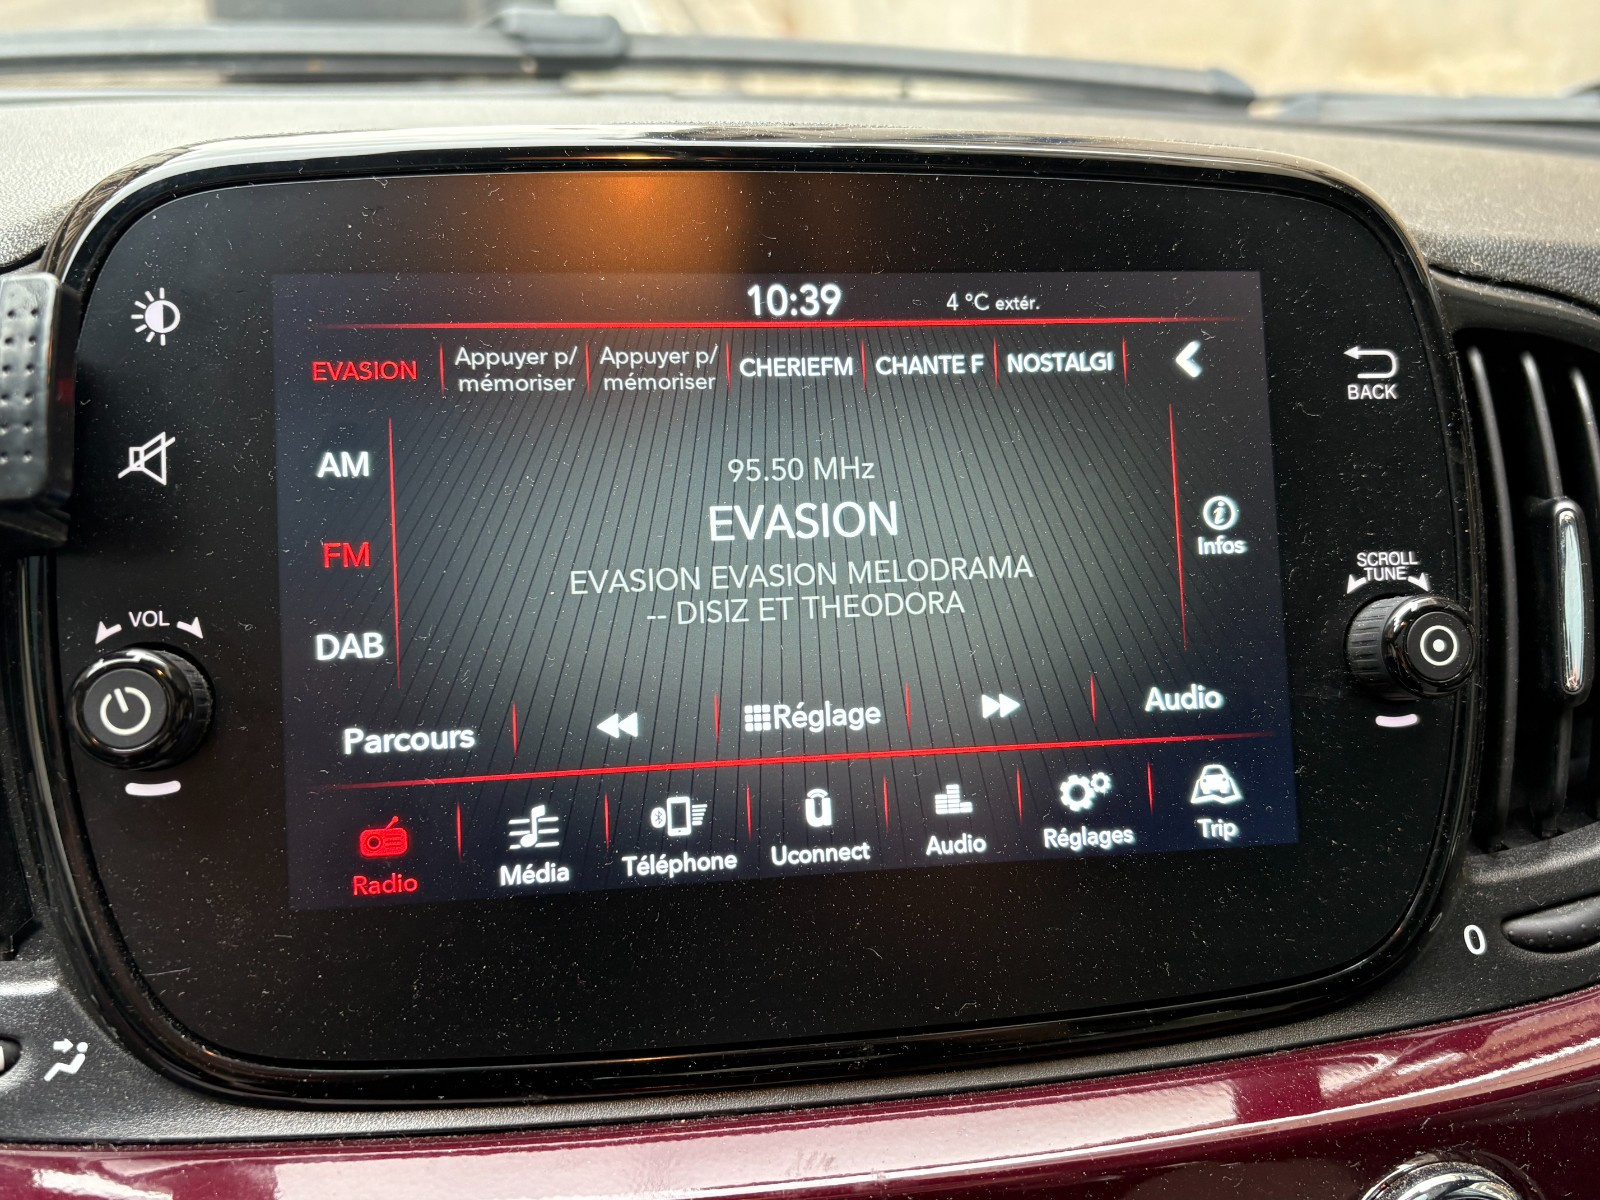 10:39
4 °C extér.
EVASION
Appuyer p/
mémoriser
Appuyer p/
mémoriser
CHERIEFM
CHANTE F
NOSTALGI
BACK
AM
95.50 MHz
EVASION
FM
EVASION EVASION MELODRAMA
-- DISIZ ET THEODORA
Infos
SCROLL
TUNE
VOL
DAB
Parcours
Réglage
Audio
Radio
Média
Téléphone
Uconnect
Audio
Réglages
Trip
0